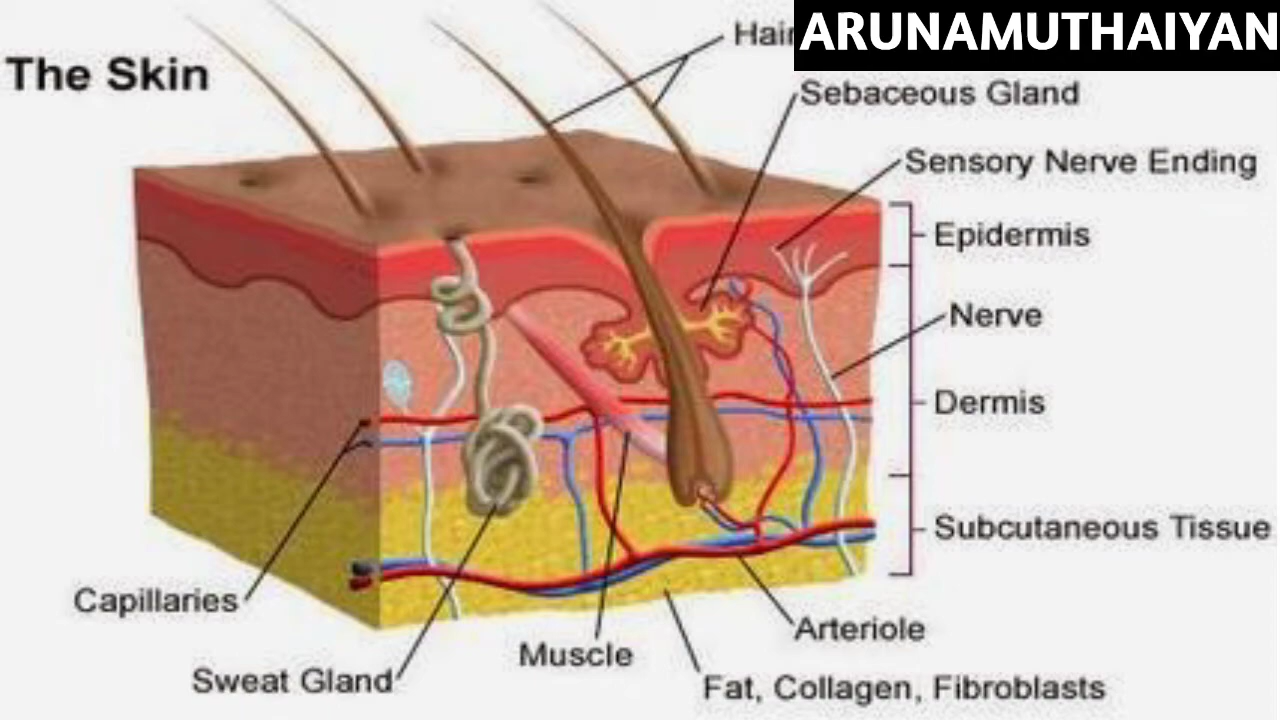 ARUNAMUTHAIYAN
The Skin
Hair
Sebaceous Gland
Sensory Nerve Ending
Epidermis
Nerve
Dermis
Subcutaneous Tissue
Capillaries
Arteriole
Muscle
Sweat Gland
Fat, Collagen, Fibroblasts